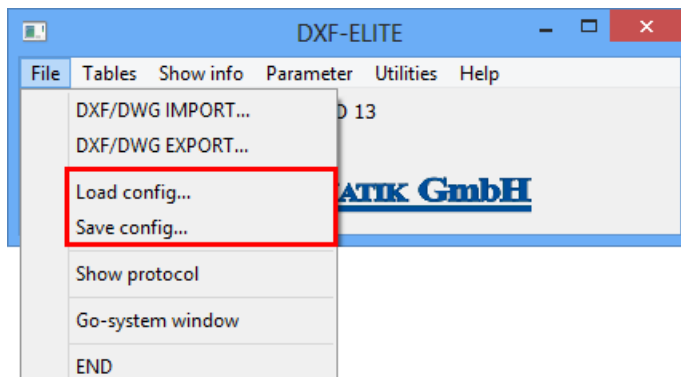 DXF-ELITE
File Tables Show info Parameter Utilities Help
DXF/DWG IMPORT...
13
DXF/DWG EXPORT...
Load config...
GmbH
Save config...
Show protocol
Go-system window
END